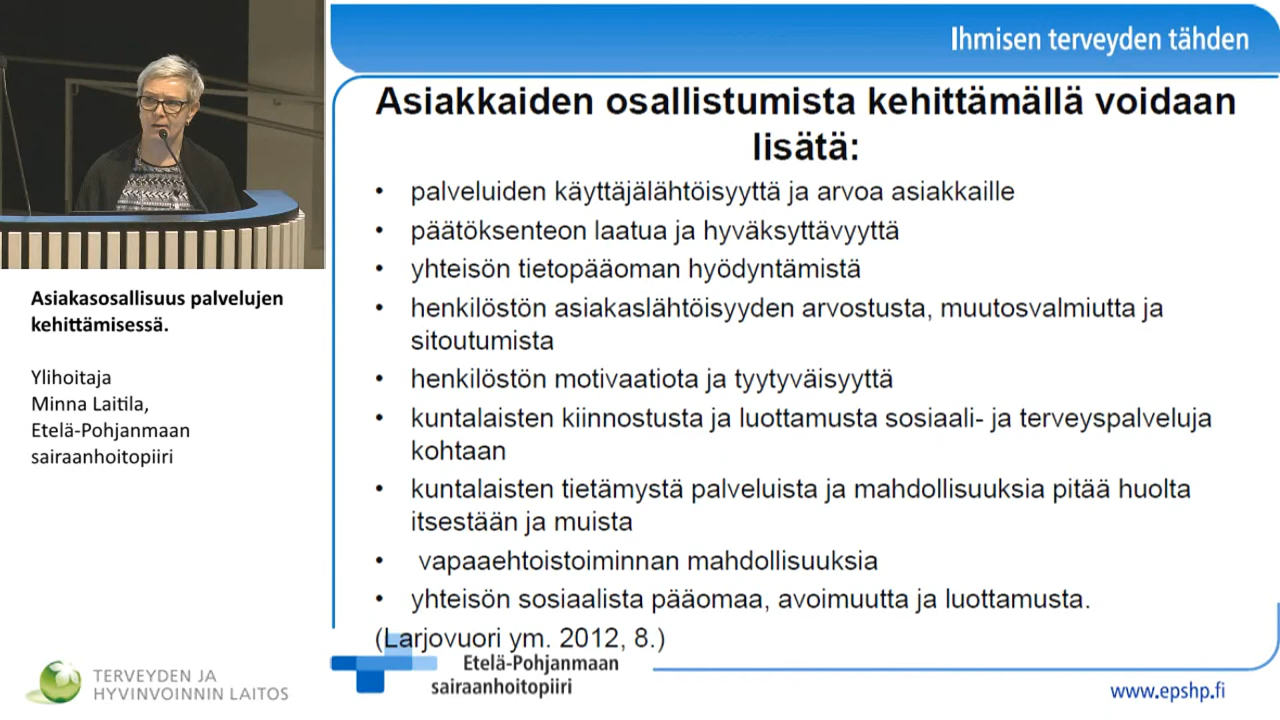 Ihmisen terveyden tähden
Asiakkaiden osallistumista kehittämällä voidaan
lisätä:
• palveluiden käyttäjälähtöisyyttä ja arvoa asiakkaille
• päätöksenteon laatua ja hyväksyttävyyttä
• yhteisön tietopääoman hyödyntämistä
• henkilöstön asiakaslähtöisyyden arvostusta, muutosvalmiutta ja
sitoutumista
• henkilöstön motivaatiota ja tyytyväisyyttä
• kuntalaisten kiinnostusta ja luottamusta sosiaali- ja terveyspalveluja
kohtaan
• kuntalaisten tietämystä palveluista ja mahdollisuuksia pitää huolta
itsestään ja muista
• vapaaehtoistoiminnan mahdollisuuksia
• yhteisön sosiaalista pääomaa, avoimuutta ja luottamusta.
(Larjovuori ym. 2012, 8.)
Etelä-Pohjanmaan
sairaanhoitopiiri
www.epshp.fi
Asiakasosallisuus palvelujen
kehittämisessä.
Ylihoitaja
Minna Laitila,
Etelä-Pohjanmaan
sairaanhoitopiiri
TERVEYDEN JA
HYVINVOINNIN LAITOS